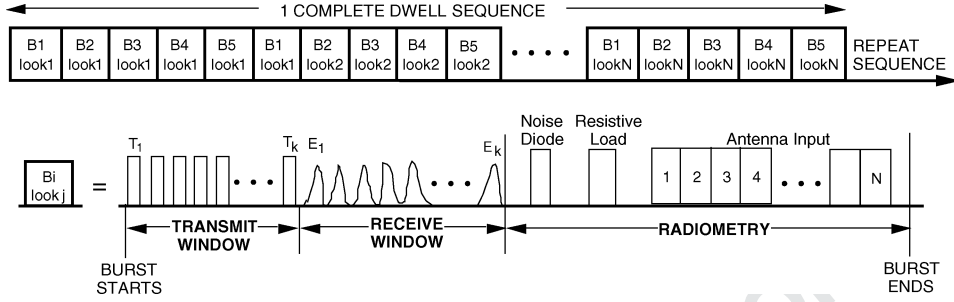 1 COMPLETE DWELL SEQUENCE
B1 B2 B3 B4 B5 B1 B2 B3 B4 B5 B1 B2 B3 B4 B5
look1 look1 look1 look1 look1 look1 look2 look2 look2 look2 lookN lookN lookN lookN lookN
REPEAT
SEQUENCE
Noise
Diode
Resistive
Load
Antenna Input
T1 Tk E1 Ek
Bi
look j
=
1 2 3 4 N
TRANSMIT
WINDOW
RECEIVE
WINDOW
RADIOMETRY
BURST
STARTS
BURST
ENDS